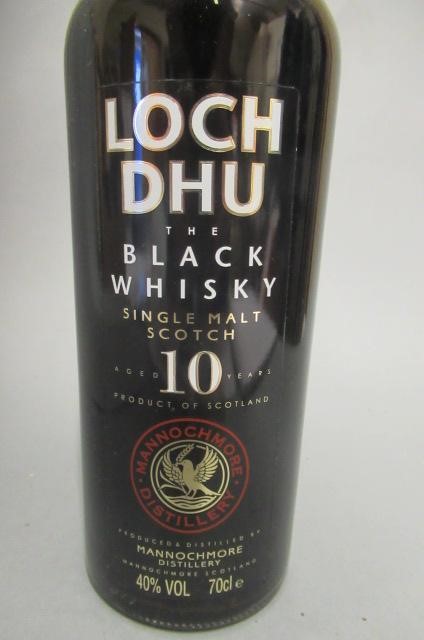 LOCH
DHU
THE
BLACK
WHISKY
SINGLE MALT
SCOTCH
AGED 10 YEARS
PRODUCT OF SCOTLAND
· MANNOCHMORE ·
DISTILLERY
PRODUCED & DISTILLED BY
MANNOCHMORE
DISTILLERY
MANNOCHMORE SCOTLAND
40% VOL 70cl e